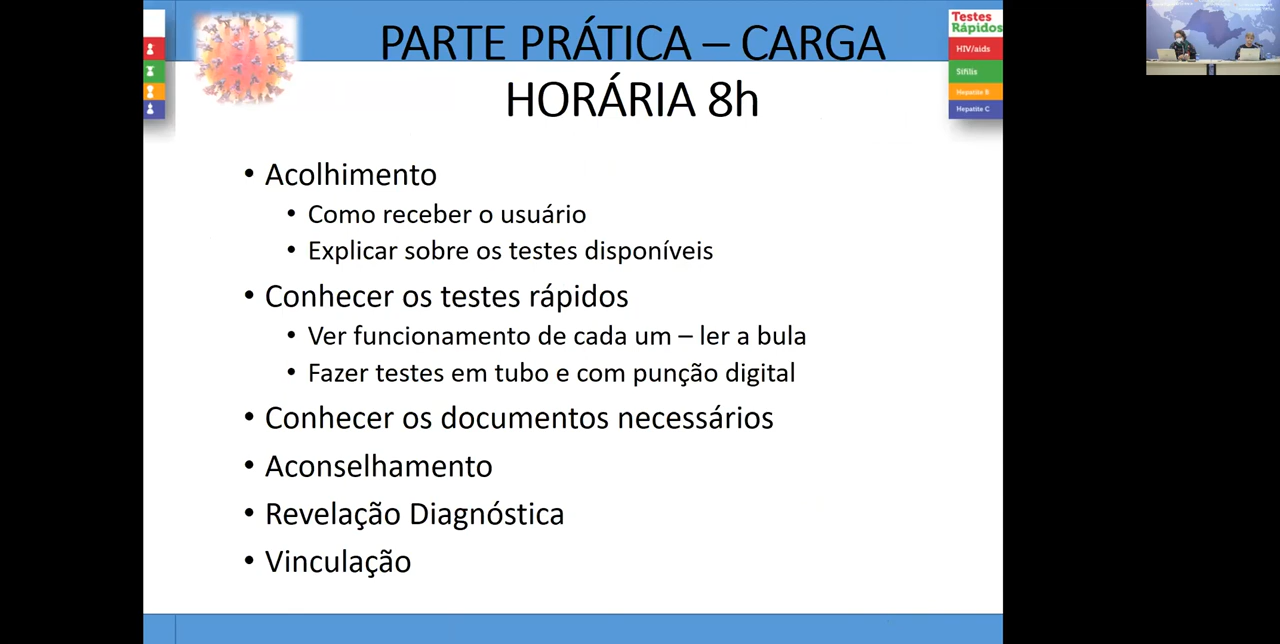 PARTE PRÁTICA – CARGA
HORÁRIA 8h
Testes
Rápidos
HIV/aids
Sífilis
Hepatite B
Hepatite C
• Acolhimento
• Como receber o usuário
• Explicar sobre os testes disponíveis
• Conhecer os testes rápidos
• Ver funcionamento de cada um – ler a bula
• Fazer testes em tubo e com punção digital
• Conhecer os documentos necessários
• Aconselhamento
• Revelação Diagnóstica
• Vinculação